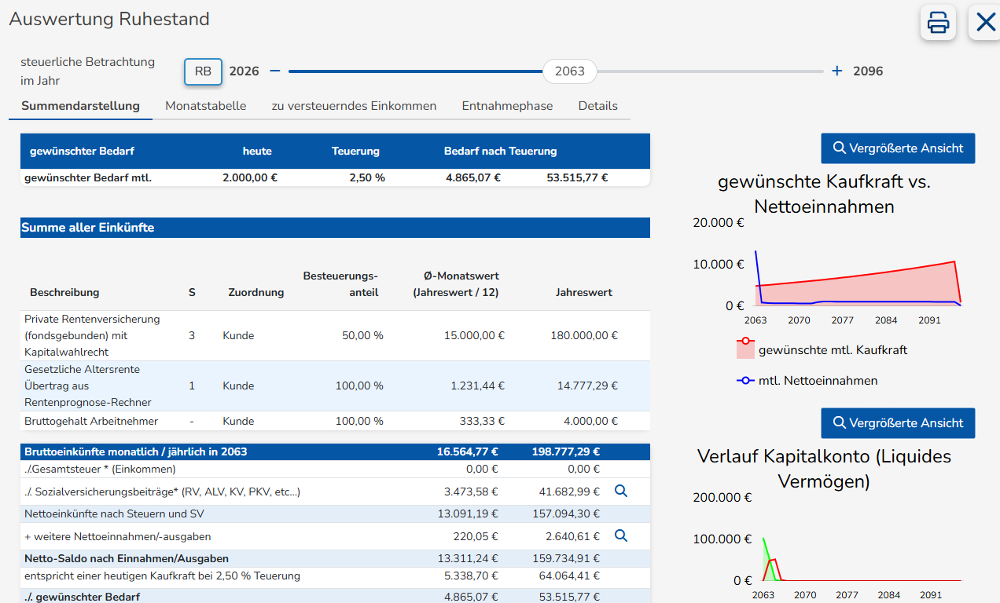 Auswertung Ruhestand
steuerliche Betrachtung
im Jahr
RB 2026 − 2063 + 2096
Summendarstellung Monatstabelle zu versteuerndes Einkommen Entnahmephase Details
gewünschter Bedarf heute Teuerung Bedarf nach Teuerung
gewünschter Bedarf mtl. 2.000,00 € 2,50 % 4.865,07 € 53.515,77 €
Summe aller Einkünfte
Besteuerungs- Ø-Monatswert
Beschreibung S Zuordnung anteil (Jahreswert / 12) Jahreswert
Private Rentenversicherung
(fondsgebunden) mit 3 Kunde 50,00 % 15.000,00 € 180.000,00 €
Kapitalwahlrecht
Gesetzliche Altersrente
Übertrag aus 1 Kunde 100,00 % 1.231,44 € 14.777,29 €
Rentenprognose-Rechner
Bruttogehalt Arbeitnehmer - Kunde 100,00 % 333,33 € 4.000,00 €
Bruttoeinkünfte monatlich / jährlich in 2063 16.564,77 € 198.777,29 €
./.Gesamtsteuer * (Einkommen) 0,00 € 0,00 €
./. Sozialversicherungsbeiträge* (RV, ALV, KV, PKV, etc...) 3.473,58 € 41.682,99 €
Nettoeinkünfte nach Steuern und SV 13.091,19 € 157.094,30 €
+ weitere Nettoeinnahmen/-ausgaben 220,05 € 2.640,61 €
Netto-Saldo nach Einnahmen/Ausgaben 13.311,24 € 159.734,91 €
entspricht einer heutigen Kaufkraft bei 2,50 % Teuerung 5.338,70 € 64.064,41 €
./. gewünschter Bedarf 4.865,07 € 53.515,77 €
Vergrößerte Ansicht
gewünschte Kaufkraft vs.
Nettoeinnahmen
20.000 €
10.000 €
0 €
2063 2070 2077 2084 2091
gewünschte mtl. Kaufkraft
mtl. Nettoeinnahmen
Vergrößerte Ansicht
Verlauf Kapitalkonto (Liquides
Vermögen)
200.000 €
100.000 €
0 €
2063 2070 2077 2084 2091